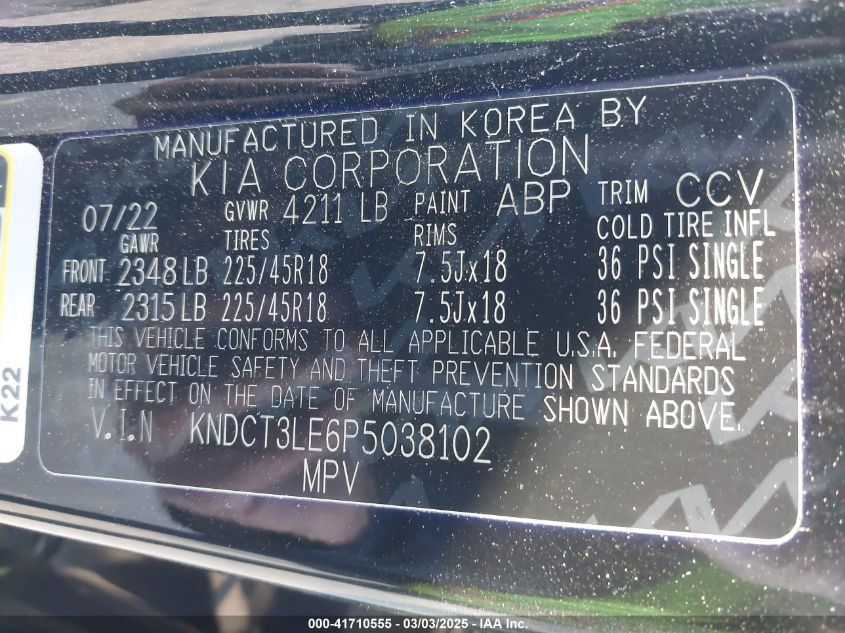 MANUFACTURED IN KOREA BY
KIA CORPORATION
07/22 GVWR 4211 LB PAINT ABP TRIM CCV
GAWR TIRES RIMS COLD TIRE INFL
FRONT 2348 LB 225/45R18 7.5Jx18 36 PSI SINGLE
REAR 2315 LB 225/45R18 7.5Jx18 36 PSI SINGLE
THIS VEHICLE CONFORMS TO ALL APPLICABLE U.S.A. FEDERAL
MOTOR VEHICLE SAFETY AND THEFT PREVENTION STANDARDS
IN EFFECT ON THE DATE OF MANUFACTURE SHOWN ABOVE.
V.I.N KNDCT3LE6P5038102
MPV
K22
000-41710555 - 03/03/2025 - IAAI Inc.